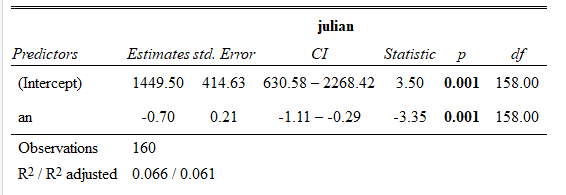 julian
Predictors Estimates std. Error CI Statistic p df
(Intercept) 1449.50 414.63 630.58 – 2268.42 3.50 0.001 158.00
an -0.70 0.21 -1.11 – -0.29 -3.35 0.001 158.00
Observations 160
R2 / R2 adjusted 0.066 / 0.061